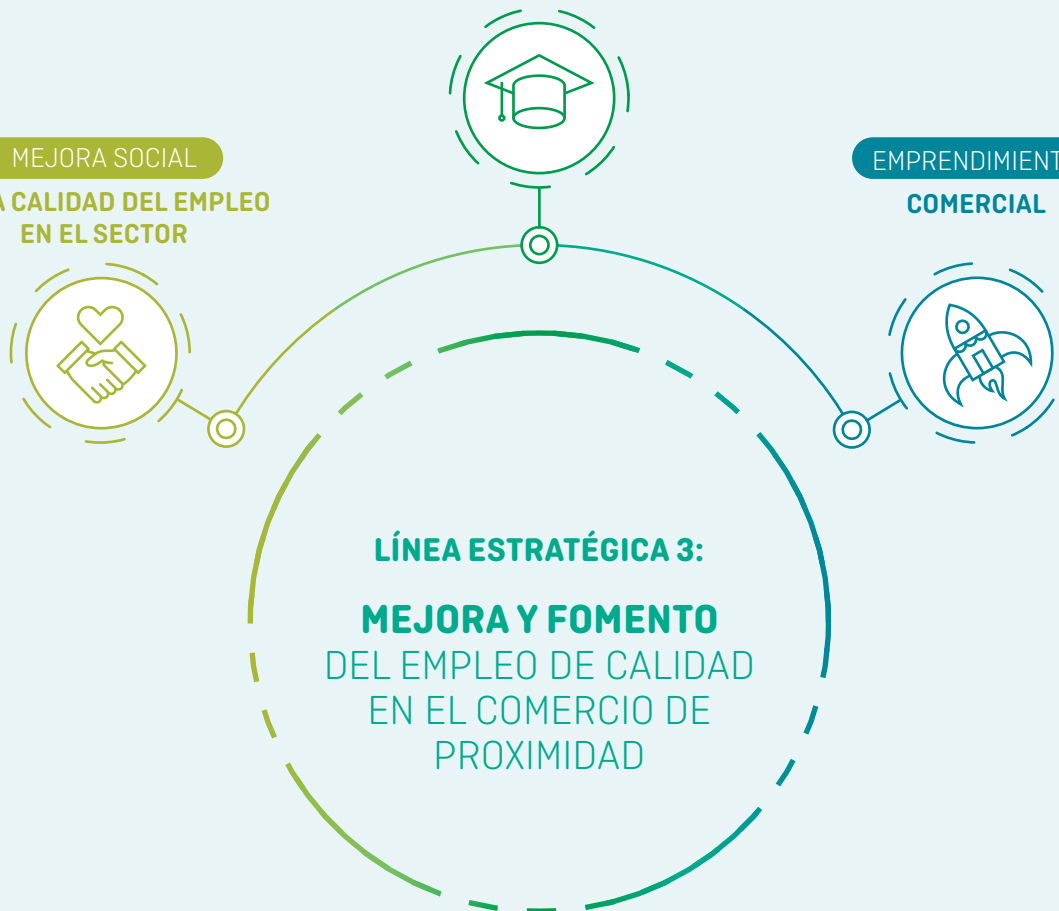 MEJORA SOCIAL
A CALIDAD DEL EMPLEO
EN EL SECTOR
EMPRENDIMIENT
COMERCIAL
LÍNEA ESTRATÉGICA 3:
MEJORA Y FOMENTO
DEL EMPLEO DE CALIDAD
EN EL COMERCIO DE
PROXIMIDAD